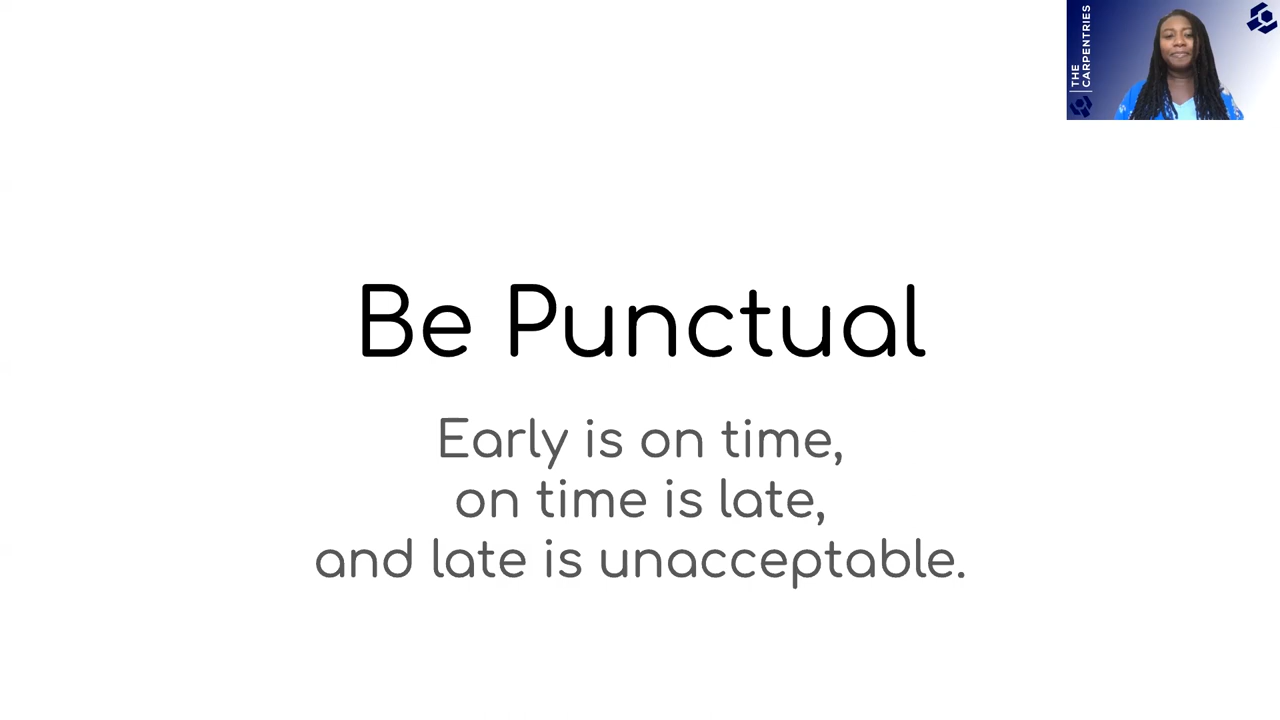 THE
CARPENTRIES
Be Punctual
Early is on time,
on time is late,
and late is unacceptable.